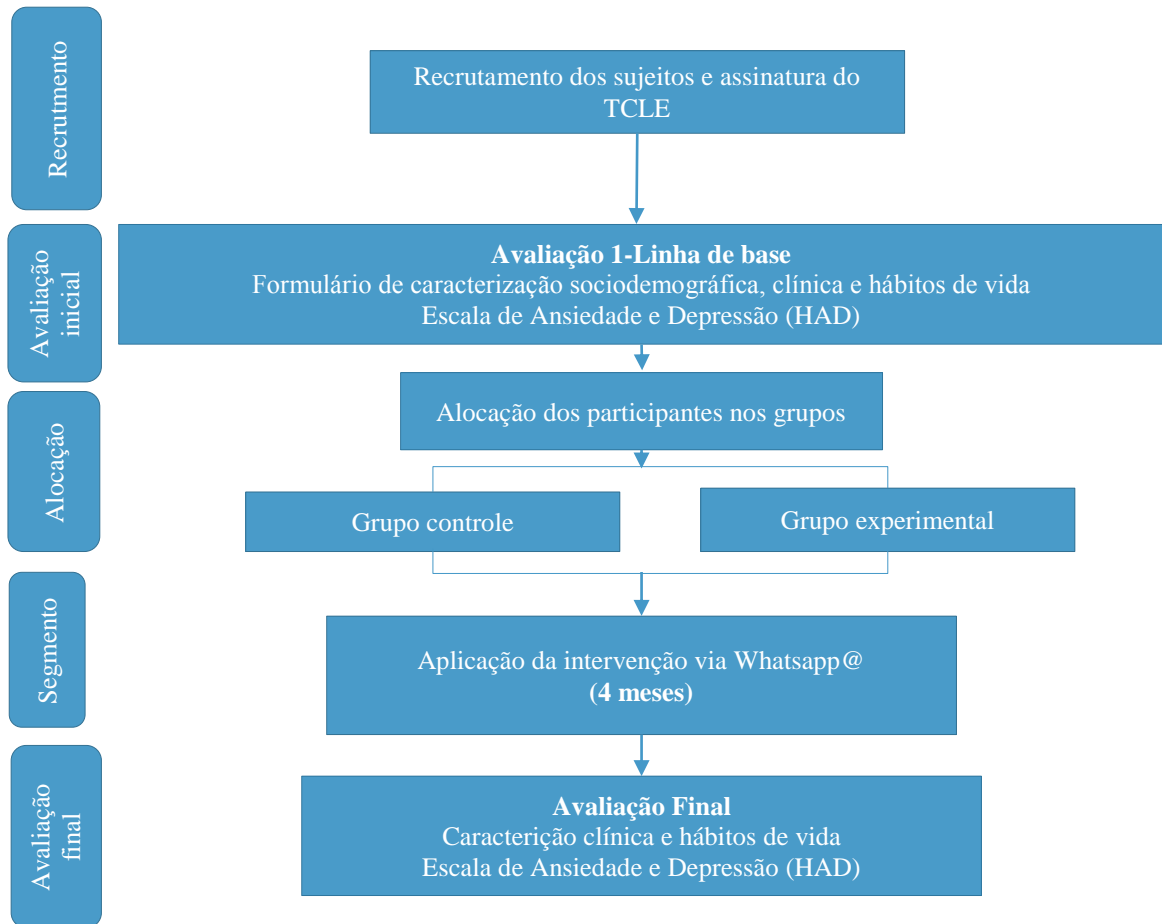 Recrutmento
Recrutamento dos sujeitos e assinatura do
TCLE
Avaliação
inicial
Avaliação 1-Linha de base
Formulário de caracterização sociodemográfica, clínica e hábitos de vida
Escala de Ansiedade e Depressão (HAD)
Alocação
Alocação dos participantes nos grupos
Grupo controle
Grupo experimental
Segmento
Aplicação da intervenção via Whatsapp@
(4 meses)
Avaliação
final
Avaliação Final
Caracterição clínica e hábitos de vida
Escala de Ansiedade e Depressão (HAD)